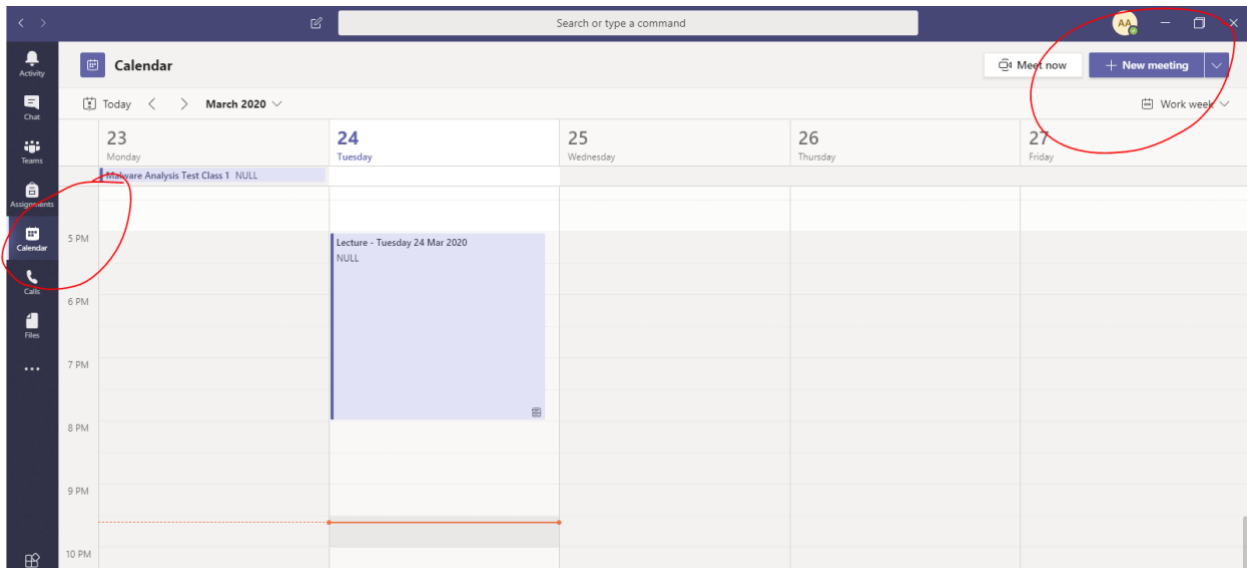 Search or type a command
AA
Activity
Calendar
Meet now
+ New meeting
Chat
Today
March 2020
Work week
Teams
23
Monday
24
Tuesday
25
Wednesday
26
Thursday
27
Friday
Malware Analysis Test Class 1 NULL
Assignments
Calendar
5 PM
Lecture - Tuesday 24 Mar 2020
NULL
Calls
6 PM
Files
7 PM
8 PM
9 PM
10 PM